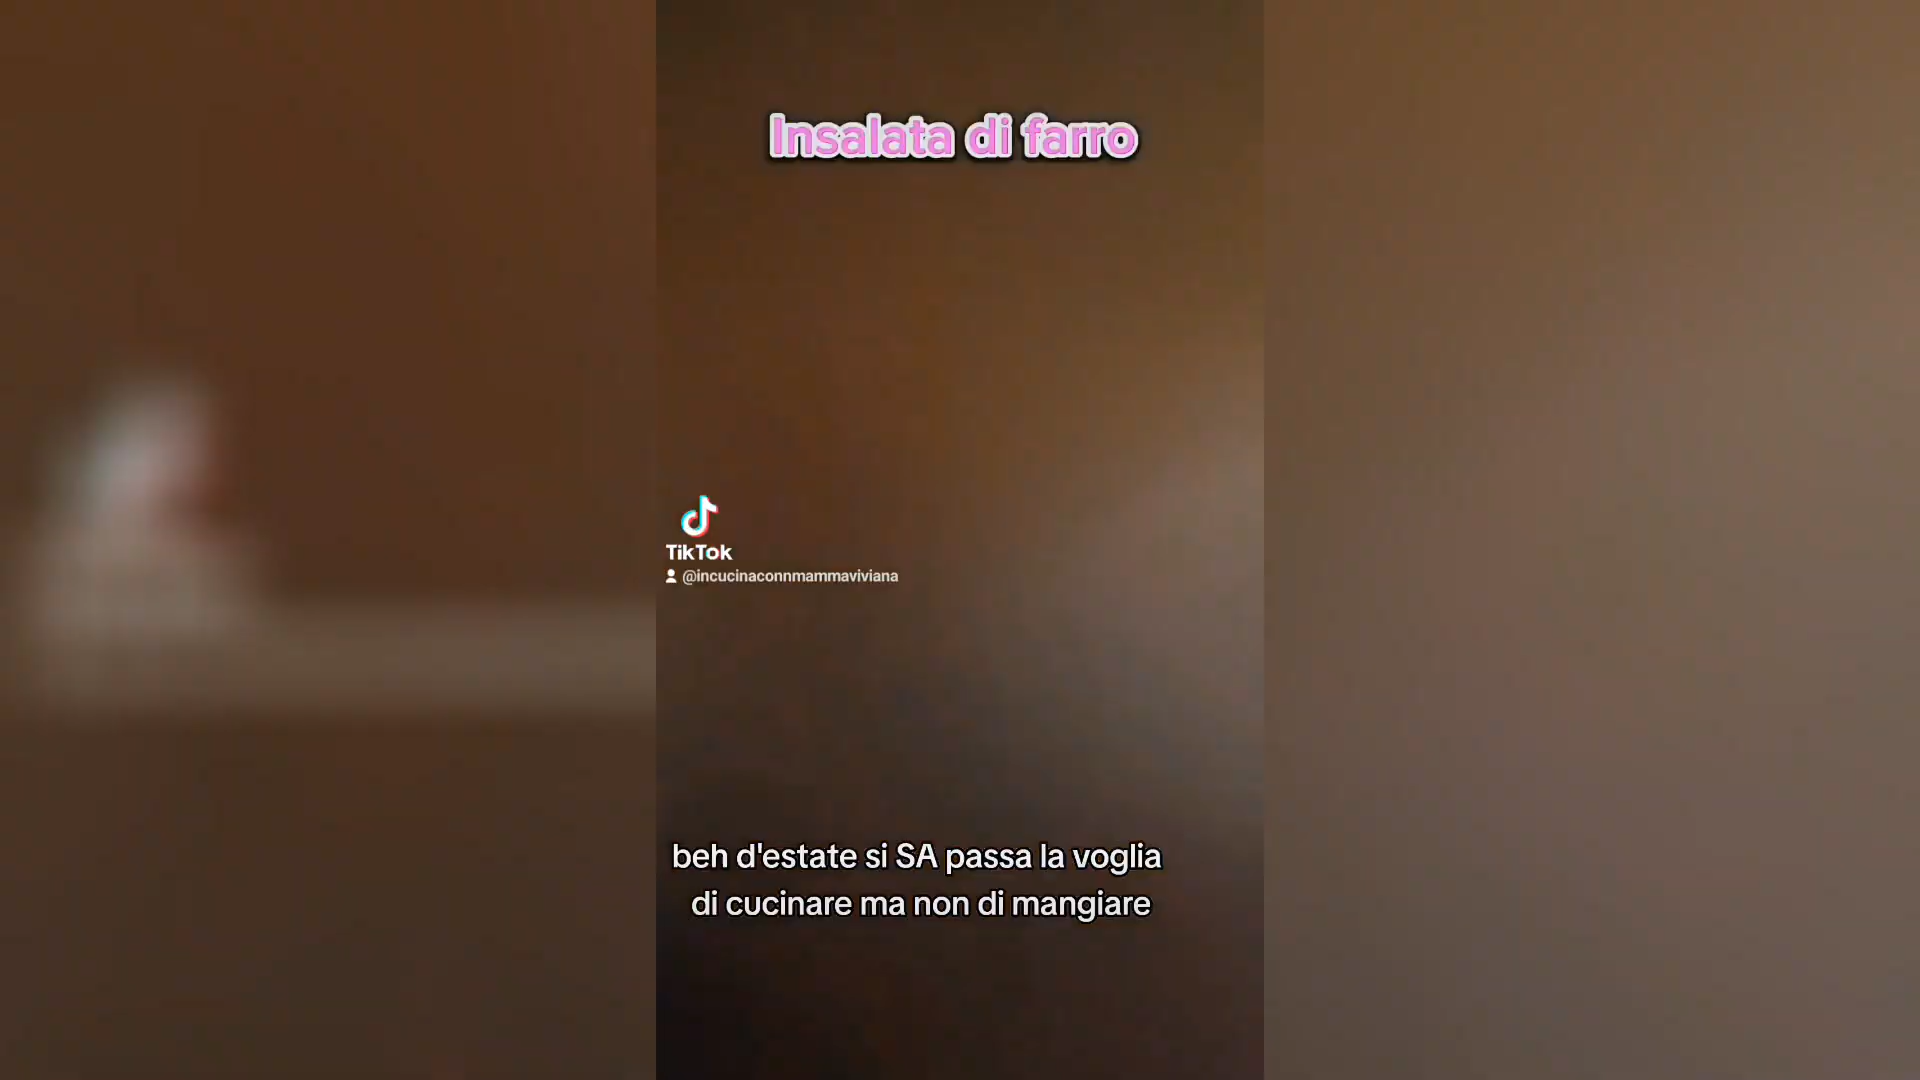 Insalata di farro
TikTok
@incucinaconnmammaviviana
beh d'estate si SA passa la voglia
di cucinare ma non di mangiare